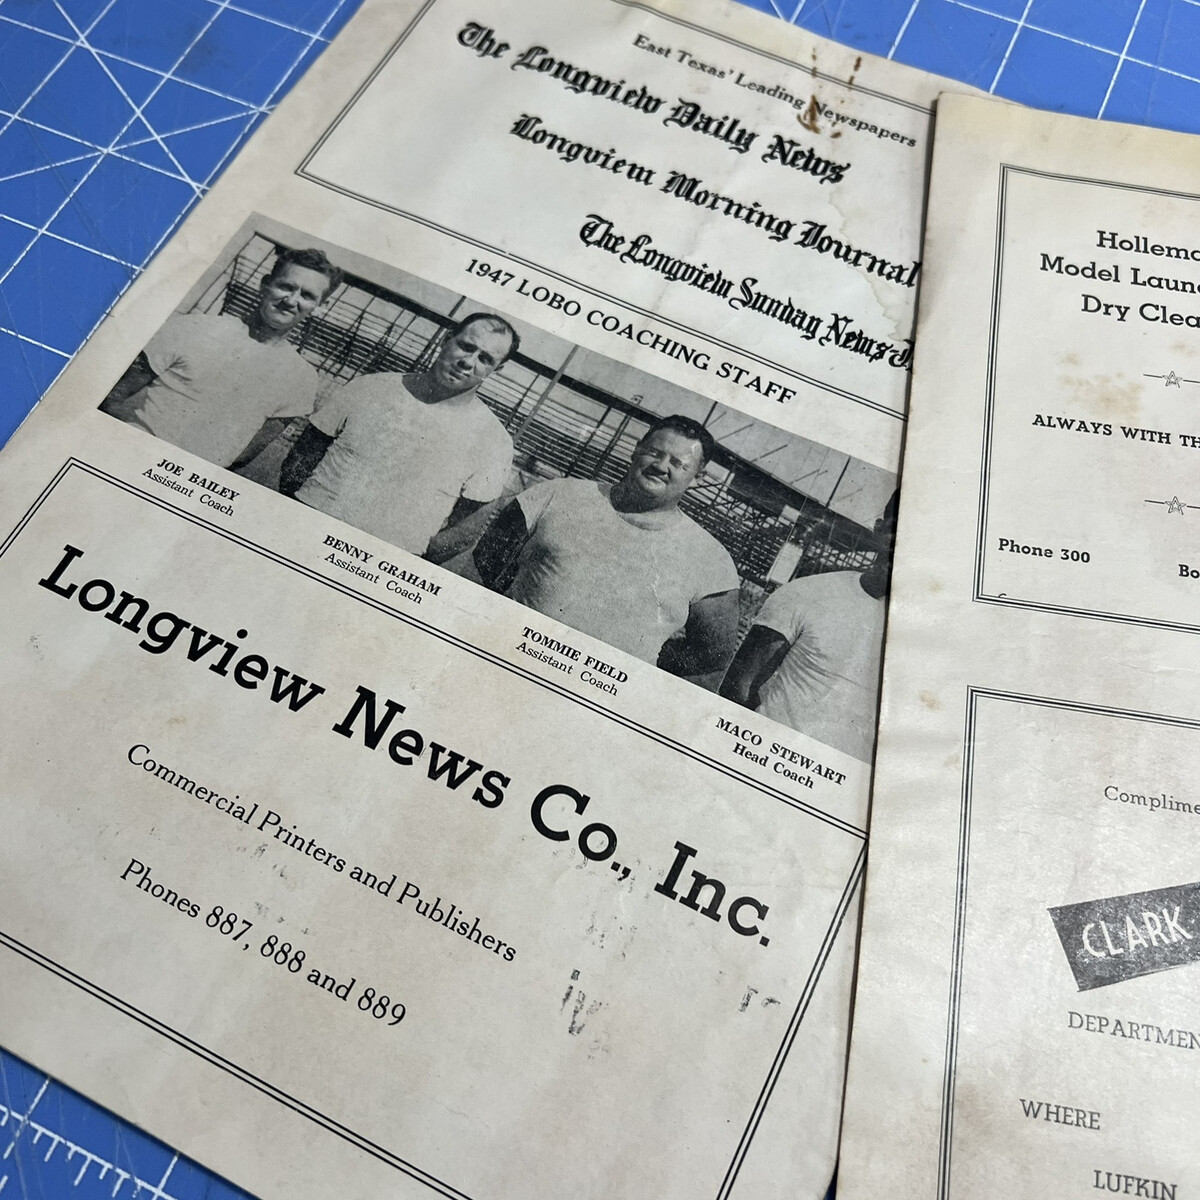 East Texas' Leading Newspapers
The Longview Daily News
Longview Morning Journal
The Longview Sunday News-J
1947 LOBO COACHING STAFF
JOE BAILEY
Assistant Coach
BENNY GRAHAM
Assistant Coach
TOMMIE FIELD
Assistant Coach
MACO STEWART
Head Coach
Longview News Co., Inc.
Commercial Printers and Publishers
Phones 887, 888 and 889
Hollema
Model Laun
Dry Clea
ALWAYS WITH TH
Phone 300
Bo
Complime
CLARK
DEPARTMEN
WHERE
LUFKIN